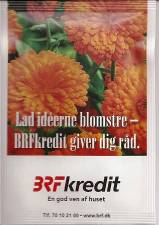 Lad idéerne blomstre –
BRFkredit giver dig råd.
BRFkredit
En god ven af huset
Tlf. 70 10 21 00 • www.brf.dk